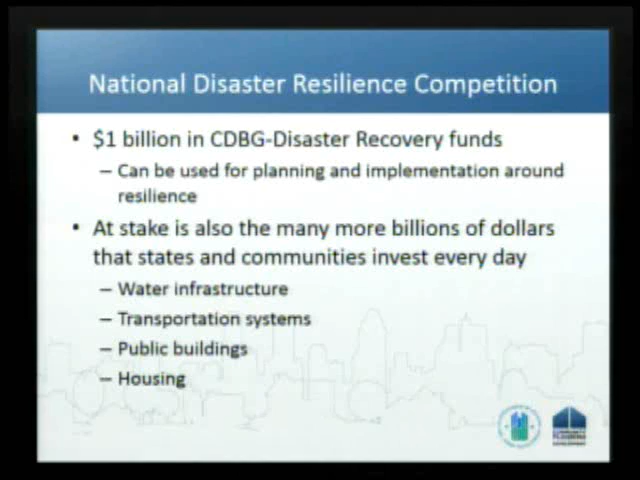 National Disaster Resilience Competition
• $1 billion in CDBG-Disaster Recovery funds
– Can be used for planning and implementation around
resilience
• At stake is also the many more billions of dollars
that states and communities invest every day
– Water infrastructure
– Transportation systems
– Public buildings
– Housing